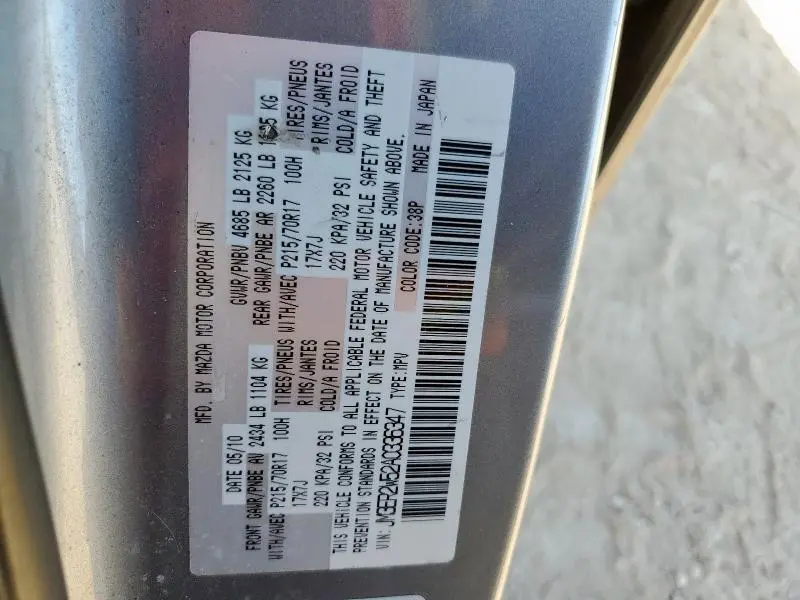 MFD. BY MAZDA MOTOR CORPORATION
DATE 05/10 GVWR/PNBV 4685 LB 2125 KG
FRONT GAWR/PNBE AV 2434 LB 1104 KG REAR GAWR/PNBE AR 2260 LB KG
WITH/AVEC P215/70R17 100H TIRES/PNEUS WITH/AVEC P215/70R17 100H TIRES/PNEUS
17X7J RIMS/JANTES 17X7J RIMS/JANTES
220 KPA/32 PSI COLD/A FROID 220 KPA/32 PSI COLD/A FROID
THIS VEHICLE CONFORMS TO ALL APPLICABLE FEDERAL MOTOR VEHICLE SAFETY AND THEFT
PREVENTION STANDARDS IN EFFECT ON THE DATE OF MANUFACTURE SHOWN ABOVE.
VIN: JM3ER2W52A0336347 TYPE:MPV COLOR CODE:38P MADE IN JAPAN